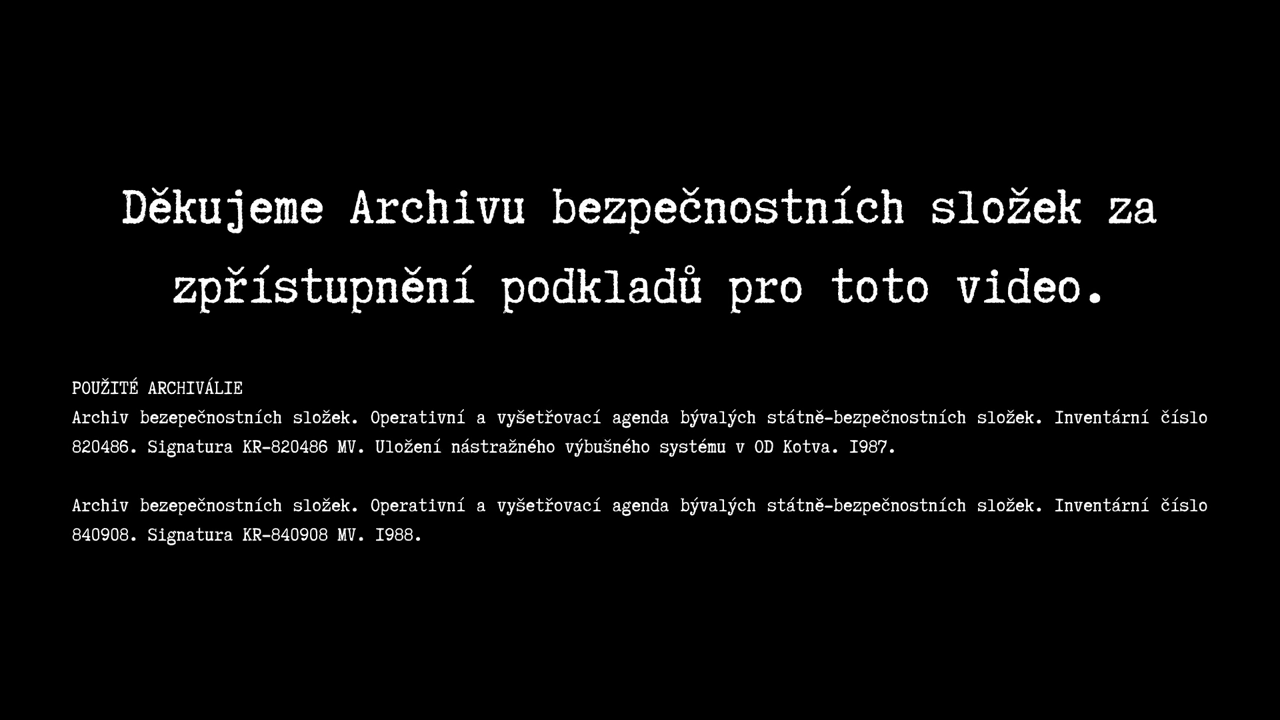 Děkujeme Archivu bezpečnostních složek za
zpřístupnění podkladů pro toto video.
POUŽITÉ ARCHIVÁLIE
Archiv bezepečnostních složek. Operativní a vyšetřovací agenda bývalých státně-bezpečnostních složek. Inventární číslo
820486. Signatura KR-820486 MV. Uložení nástražného výbušného systému v OD Kotva. I987.
Archiv bezepečnostních složek. Operativní a vyšetřovací agenda bývalých státně-bezpečnostních složek. Inventární číslo
840908. Signatura KR-840908 MV. I988.